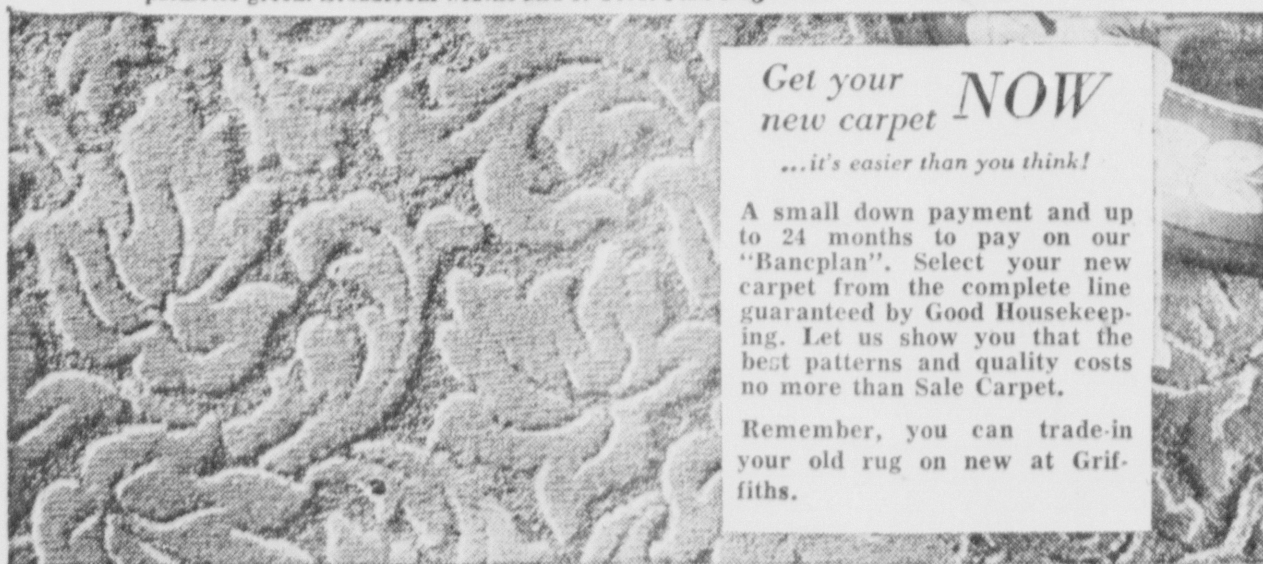 Get your
new carpet NOW
...it's easier than you think!
A small down payment and up
to 24 months to pay on our
"Bancplan". Select your new
carpet from the complete line
guaranteed by Good Housekeep-
ing. Let us show you that the
best patterns and quality costs
no more than Sale Carpet.
Remember, you can trade-in
your old rug on new at Grif-
fiths.